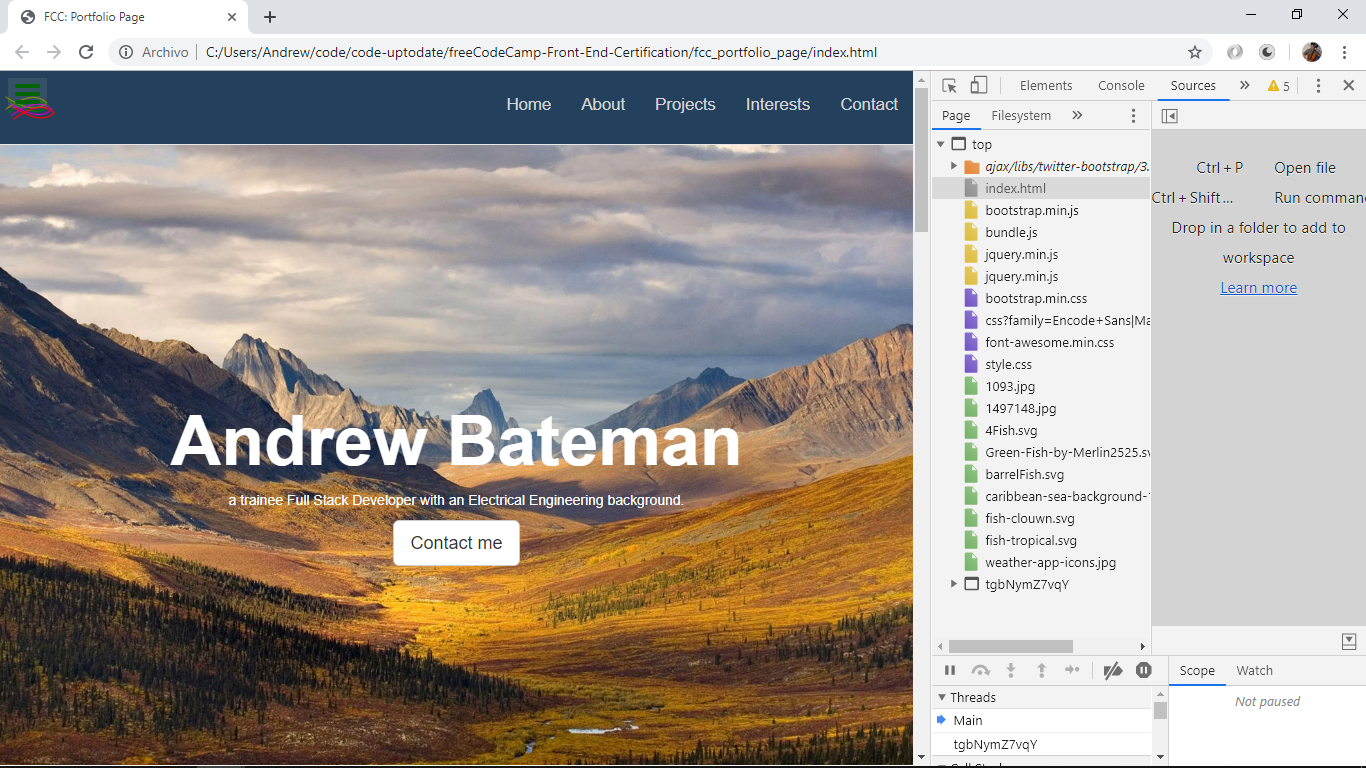 FCC: Portfolio Page
Archivo
C:/Users/Andrew/code/code-uptodate/freeCodeCamp-Front-End-Certification/fcc_portfolio_page/index.html
Home About Projects Interests Contact
Andrew Bateman
a trainee Full Stack Developer with an Electrical Engineering background.
Contact me
Elements Console Sources » 5
Page Filesystem »
top
ajax/libs/twitter-bootstrap/3.
index.html
bootstrap.min.js
bundle.js
jquery.min.js
jquery.min.js
bootstrap.min.css
css?family=Encode+Sans|Ma
font-awesome.min.css
style.css
1093.jpg
1497148.jpg
4Fish.svg
Green-Fish-by-Merlin2525.sv
barrelFish.svg
caribbean-sea-background-
fish-clouwn.svg
fish-tropical.svg
weather-app-icons.jpg
tgbNymZ7vqY
Ctrl + P Open file
Ctrl + Shift... Run command
Drop in a folder to add to
workspace
Learn more
Threads
Main
tgbNymZ7vqY
Scope Watch
Not paused